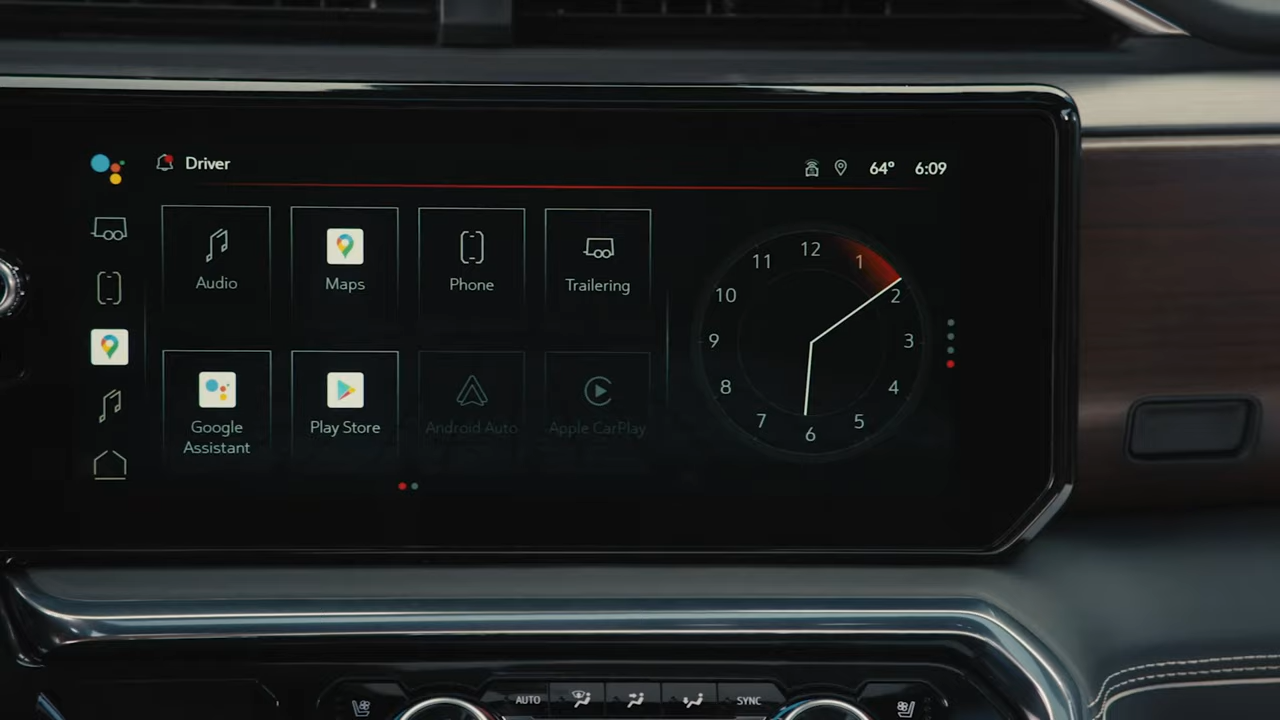 Driver
64° 6:09
Audio
Maps
Phone
Trailering
Google
Assistant
Play Store
Android Auto
Apple CarPlay
12
1
2
3
4
5
6
7
8
9
10
11
AUTO
SYNC